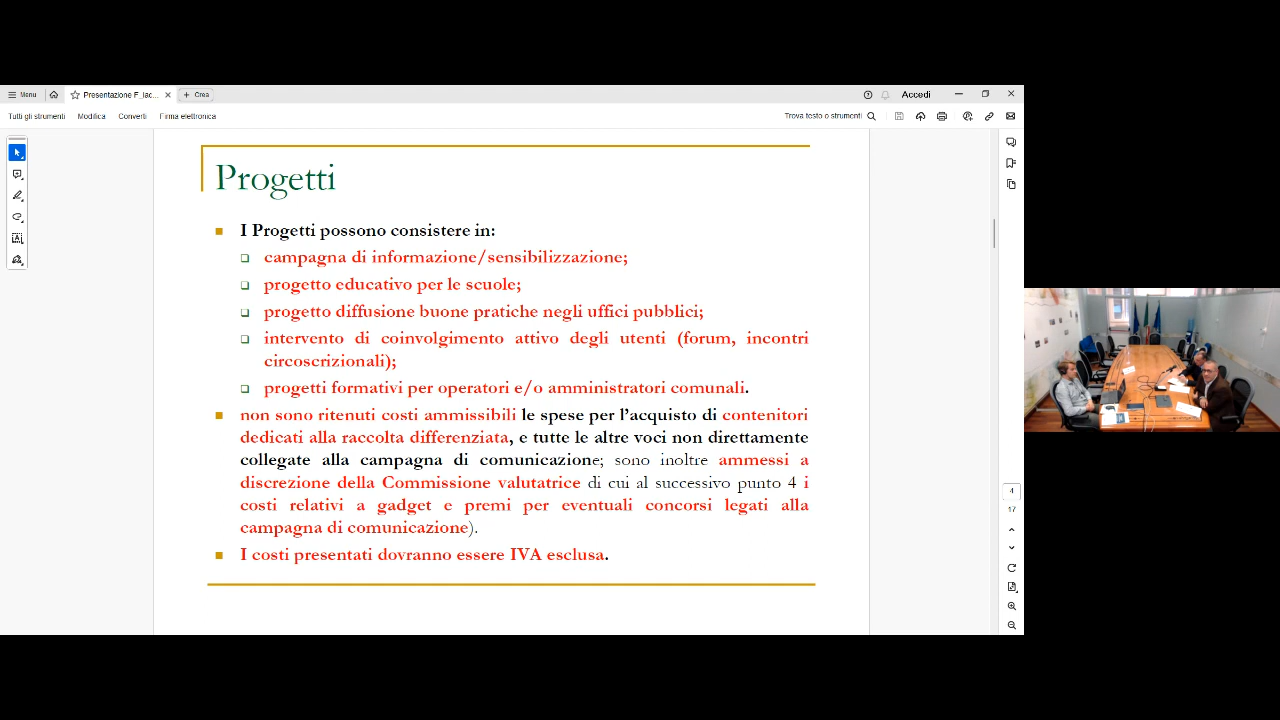 Menu
Presentazione F_Iac...
Crea
Accedi
Tutti gli strumenti Modifica Converti Firma elettronica
Trova testo o strumenti
Progetti
I Progetti possono consistere in:
campagna di informazione/sensibilizzazione;
progetto educativo per le scuole;
progetto diffusione buone pratiche negli uffici pubblici;
intervento di coinvolgimento attivo degli utenti (forum, incontri
circoscrizionali);
progetti formativi per operatori e/o amministratori comunali.
non sono ritenuti costi ammissibili le spese per l'acquisto di contenitori
dedicati alla raccolta differenziata, e tutte le altre voci non direttamente
collegate alla campagna di comunicazione; sono inoltre ammessi a
discrezione della Commissione valutatrice di cui al successivo punto 4 i
costi relativi a gadget e premi per eventuali concorsi legati alla
campagna di comunicazione).
I costi presentati dovranno essere IVA esclusa.
4
17